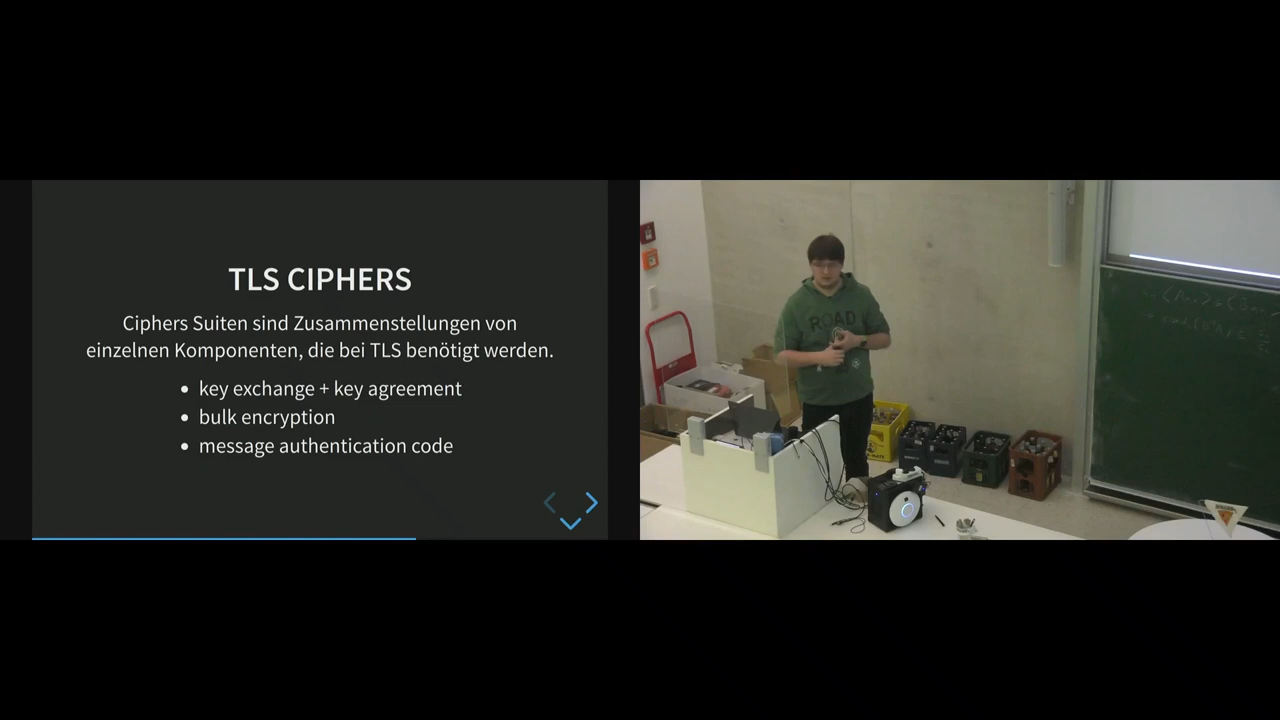 TLS CIPHERS
Ciphers Suiten sind Zusammenstellungen von
einzelnen Komponenten, die bei TLS benötigt werden.
• key exchange + key agreement
• bulk encryption
• message authentication code
ROAD